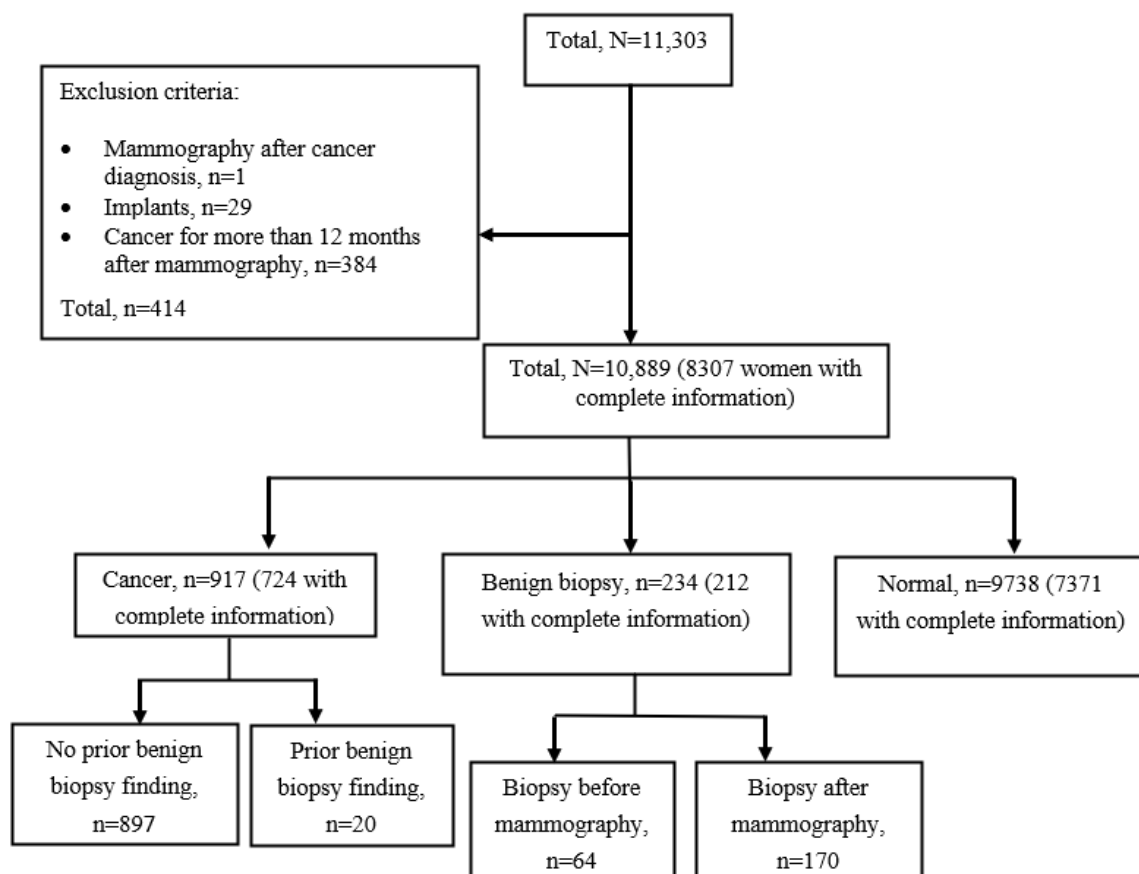 Total, N=11,303
Exclusion criteria:
• Mammography after cancer
diagnosis, n=1
• Implants, n=29
• Cancer for more than 12 months
after mammography, n=384
Total, n=414
Total, N=10,889 (8307 women with
complete information)
Cancer, n=917 (724 with
complete information)
Benign biopsy, n=234 (212
with complete information)
Normal, n=9738 (7371
with complete information)
No prior benign
biopsy finding,
n=897
Prior benign
biopsy finding,
n=20
Biopsy before
mammography,
n=64
Biopsy after
mammography,
n=170